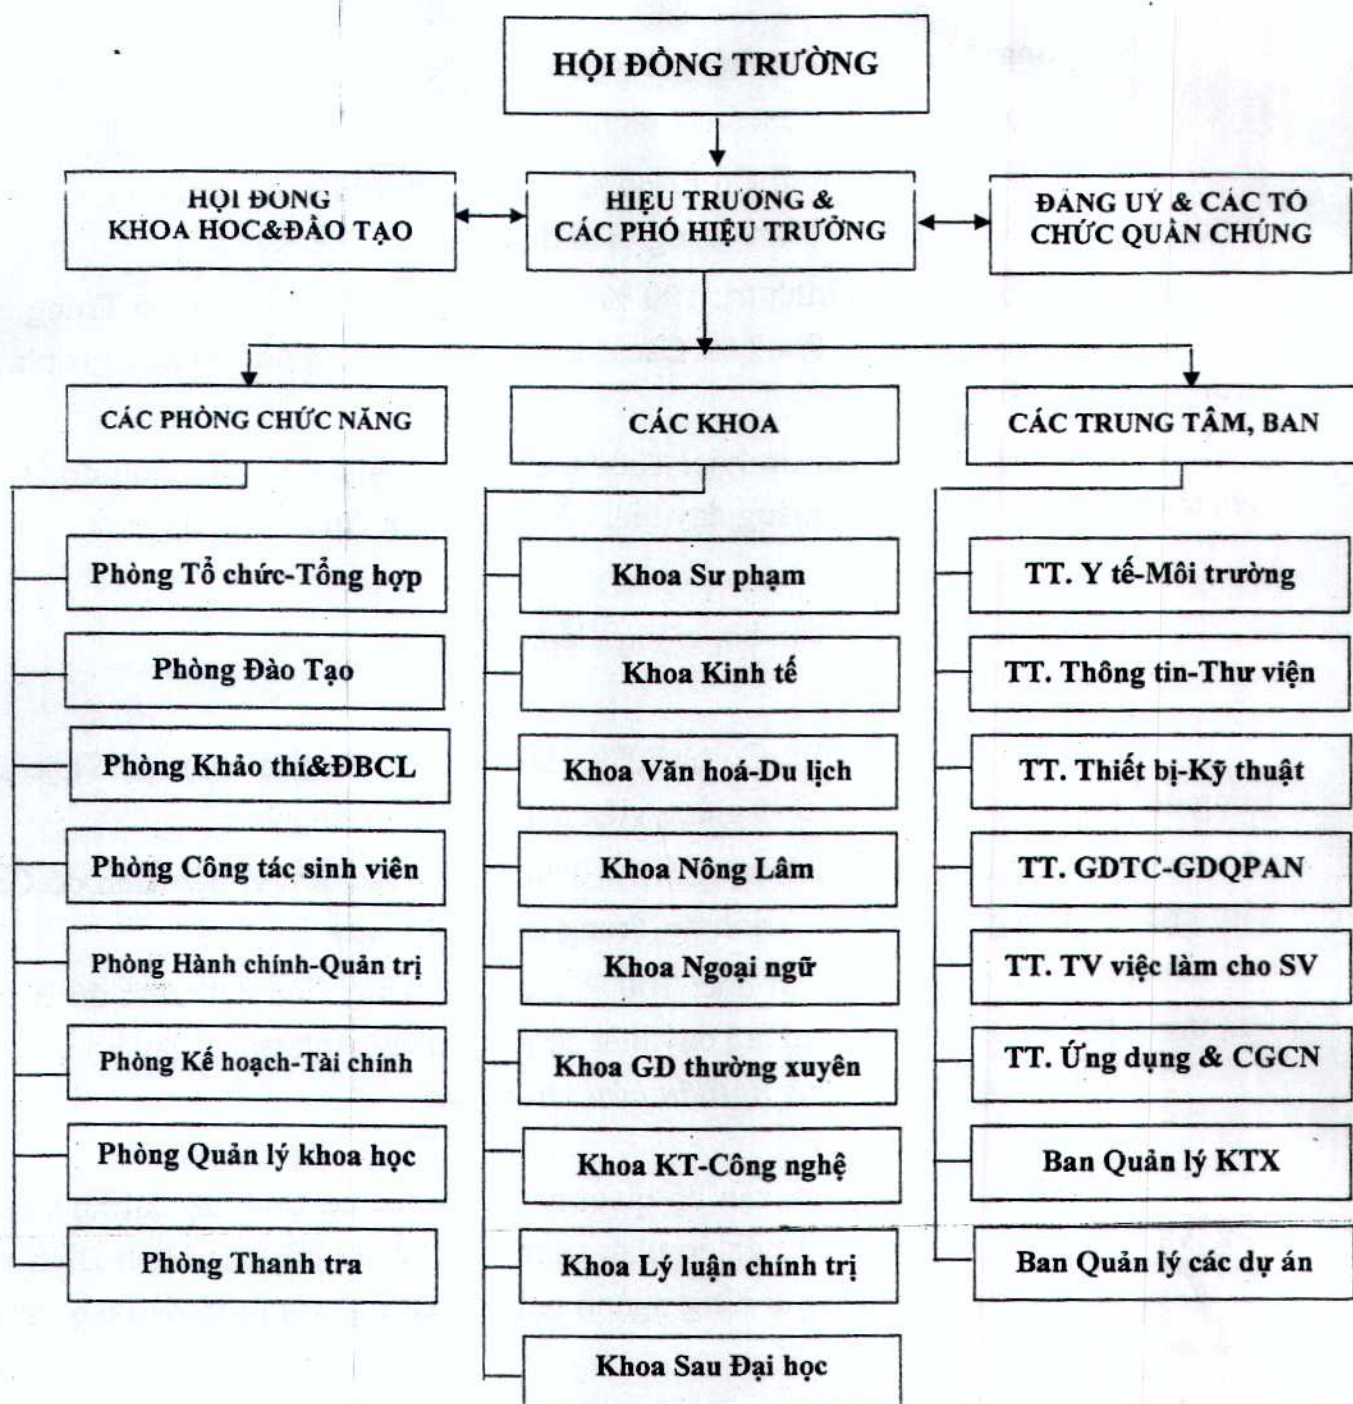 HỘI ĐỒNG TRƯỜNG
HỘI ĐỒNG
KHOA HỌC&ĐÀO TẠO
HIỆU TRƯỞNG &
CÁC PHÓ HIỆU TRƯỞNG
ĐẢNG UỶ & CÁC TỔ
CHỨC QUẦN CHÚNG
CÁC PHÒNG CHỨC NĂNG
Phòng Tổ chức-Tổng hợp
Phòng Đào Tạo
Phòng Khảo thí&ĐBCL
Phòng Công tác sinh viên
Phòng Hành chính-Quản trị
Phòng Kế hoạch-Tài chính
Phòng Quản lý khoa học
Phòng Thanh tra
CÁC KHOA
Khoa Sư phạm
Khoa Kinh tế
Khoa Văn hoá-Du lịch
Khoa Nông Lâm
Khoa Ngoại ngữ
Khoa GD thường xuyên
Khoa KT-Công nghệ
Khoa Lý luận chính trị
Khoa Sau Đại học
CÁC TRUNG TÂM, BAN
TT. Y tế-Môi trường
TT. Thông tin-Thư viện
TT. Thiết bị-Kỹ thuật
TT. GDTC-GDQPAN
TT. TV việc làm cho SV
TT. Ứng dụng & CGCN
Ban Quản lý KTX
Ban Quản lý các dự án